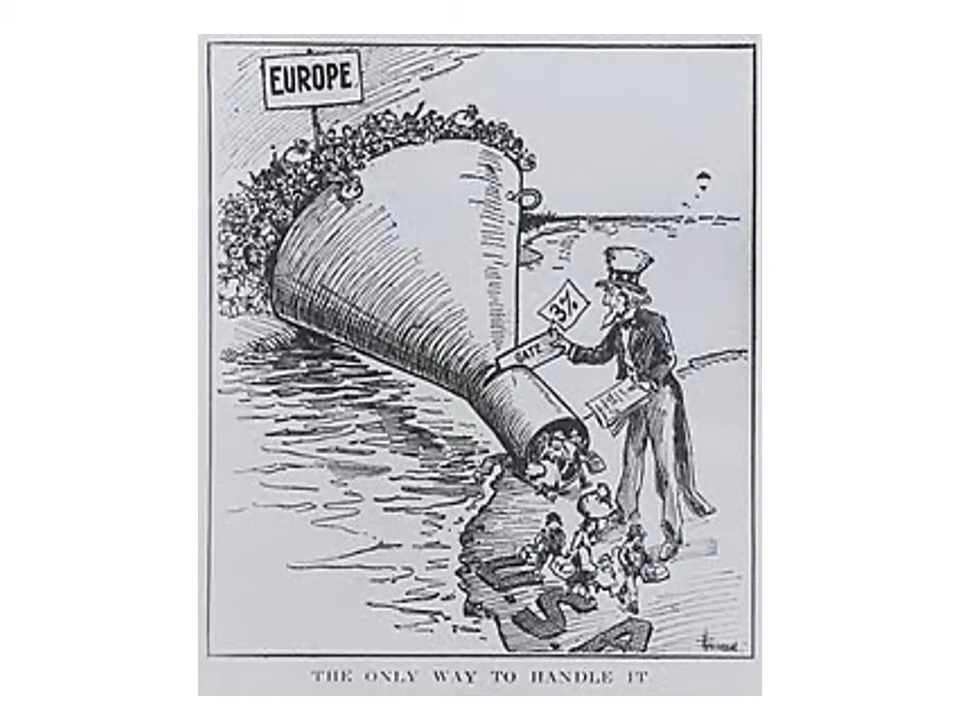 EUROPE
3%
GATE
U
S
A
THE ONLY WAY TO HANDLE IT